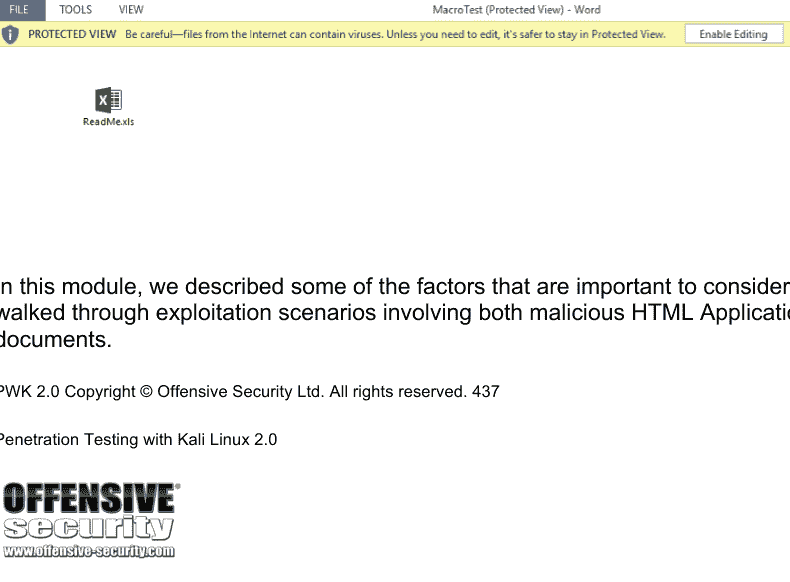 FILE TOOLS VIEW MacroTest (Protected View) - Word
PROTECTED VIEW Be careful—files from the Internet can contain viruses. Unless you need to edit, it's safer to stay in Protected View. Enable Editing
ReadMe.xls
n this module, we described some of the factors that are important to consider
walked through exploitation scenarios involving both malicious HTML Applicati
documents.
PWK 2.0 Copyright © Offensive Security Ltd. All rights reserved. 437
Penetration Testing with Kali Linux 2.0
OFFENSIVE®
security
www.offensive-security.com